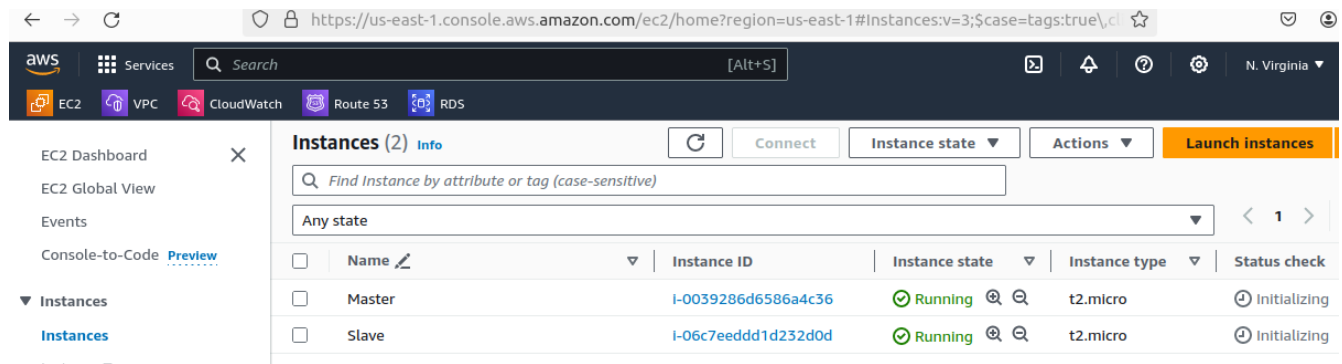 https://us-east-1.console.aws.amazon.com/ec2/home?region=us-east-1#Instances:v=3;$case=tags:true\,cl
aws Services Search [Alt+S] N. Virginia
EC2 VPC CloudWatch Route 53 RDS
EC2 Dashboard
EC2 Global View
Events
Console-to-Code Preview
Instances
Instances
Instances (2) Info Connect Instance state Actions Launch instances
Find Instance by attribute or tag (case-sensitive)
Any state 1
Name Instance ID Instance state Instance type Status check
Master i-0039286d6586a4c36 Running t2.micro Initializing
Slave i-06c7eeddd1d232d0d Running t2.micro Initializing